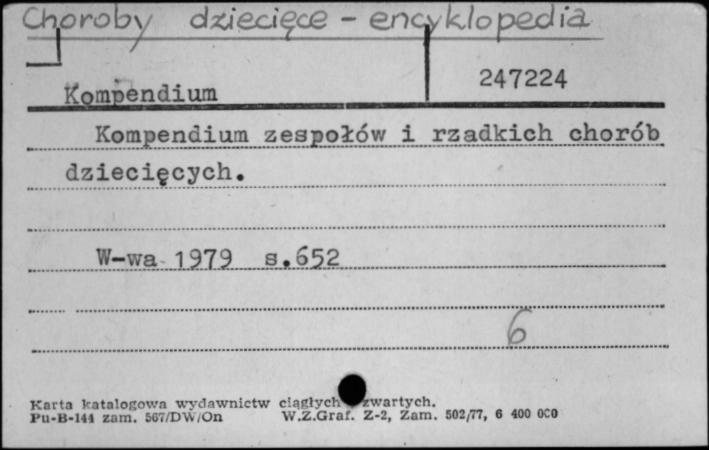 Choroby dziecięce - encyklopedia
Kompendium 247224
Kompendium zespołów i rzadkich chorób
dziecięcych.
W-wa 1979 s.652
6
Karta katalogowa wydawnictw ciągłych zwartych.
Pu-B-144 zam. 567/DW/On W.Z.Graf. Z-2, Zam. 502/77, 6 400 000